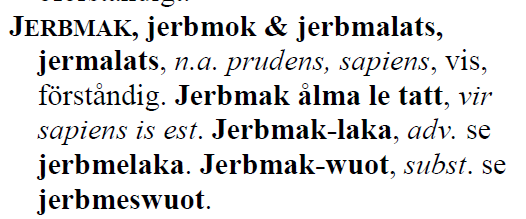 JERBMAK, jerbmok & jerbmalats,
jermalats, n.a. prudens, sapiens, vis,
förståndig. Jerbmak ålma le tatt, vir
sapiens is est. Jerbmak-laka, adv. se
jerbmelaka. Jerbmak-wuot, subst. se
jerbmeswuot.